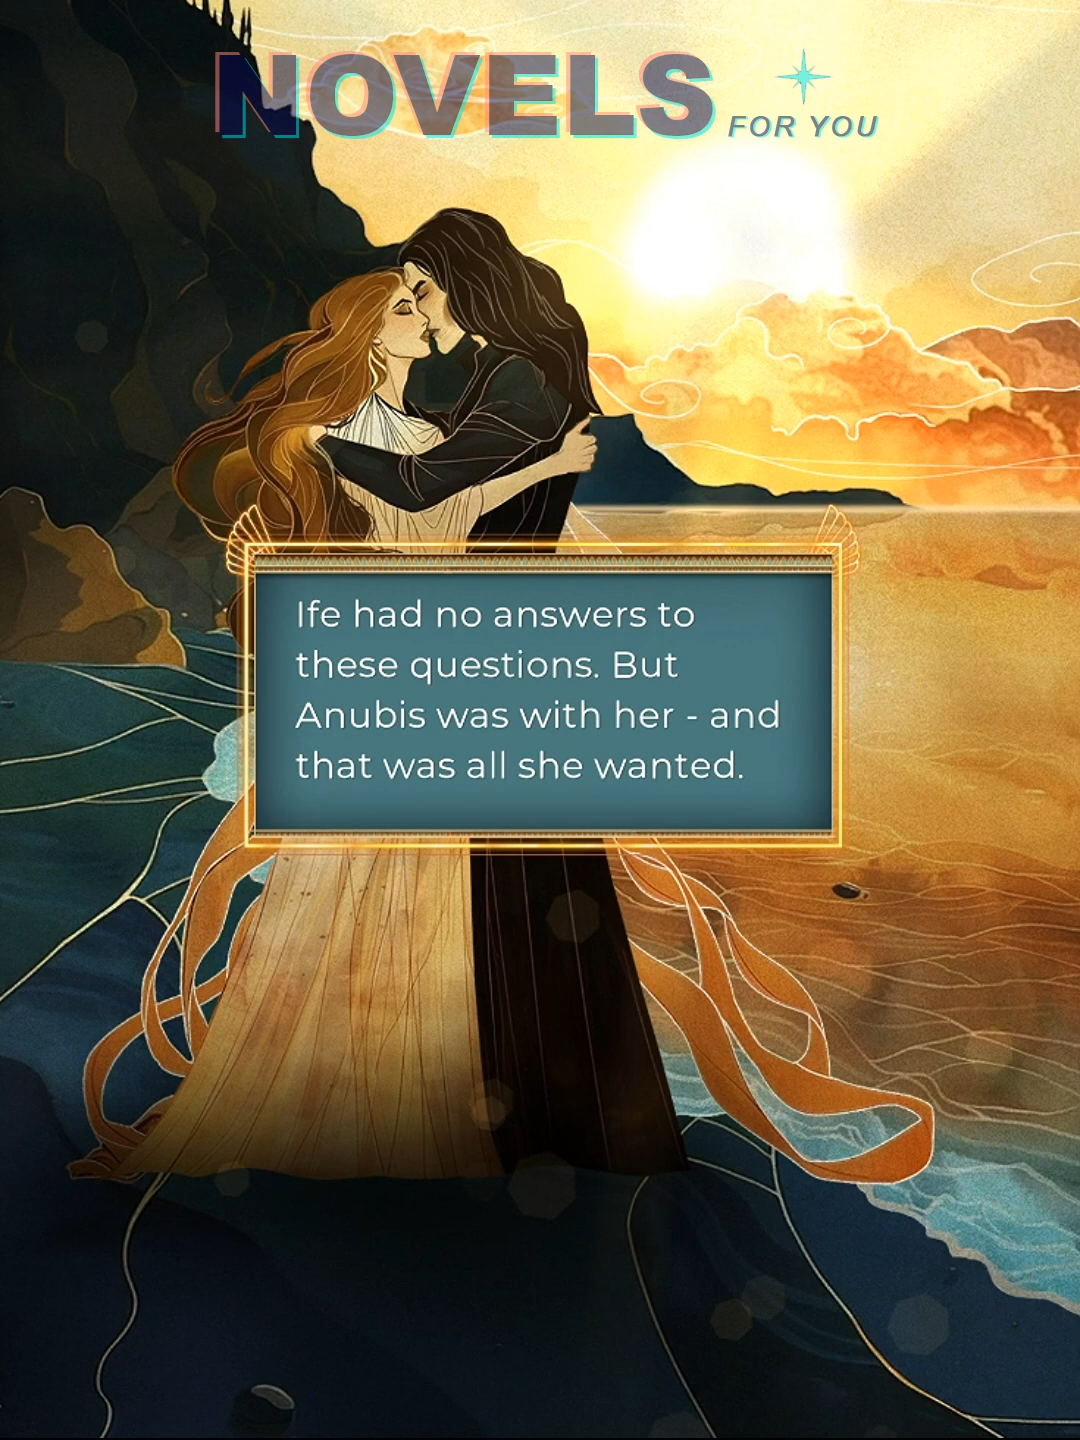 NOVELS FOR YOU
Ife had no answers to
these questions. But
Anubis was with her - and
that was all she wanted.